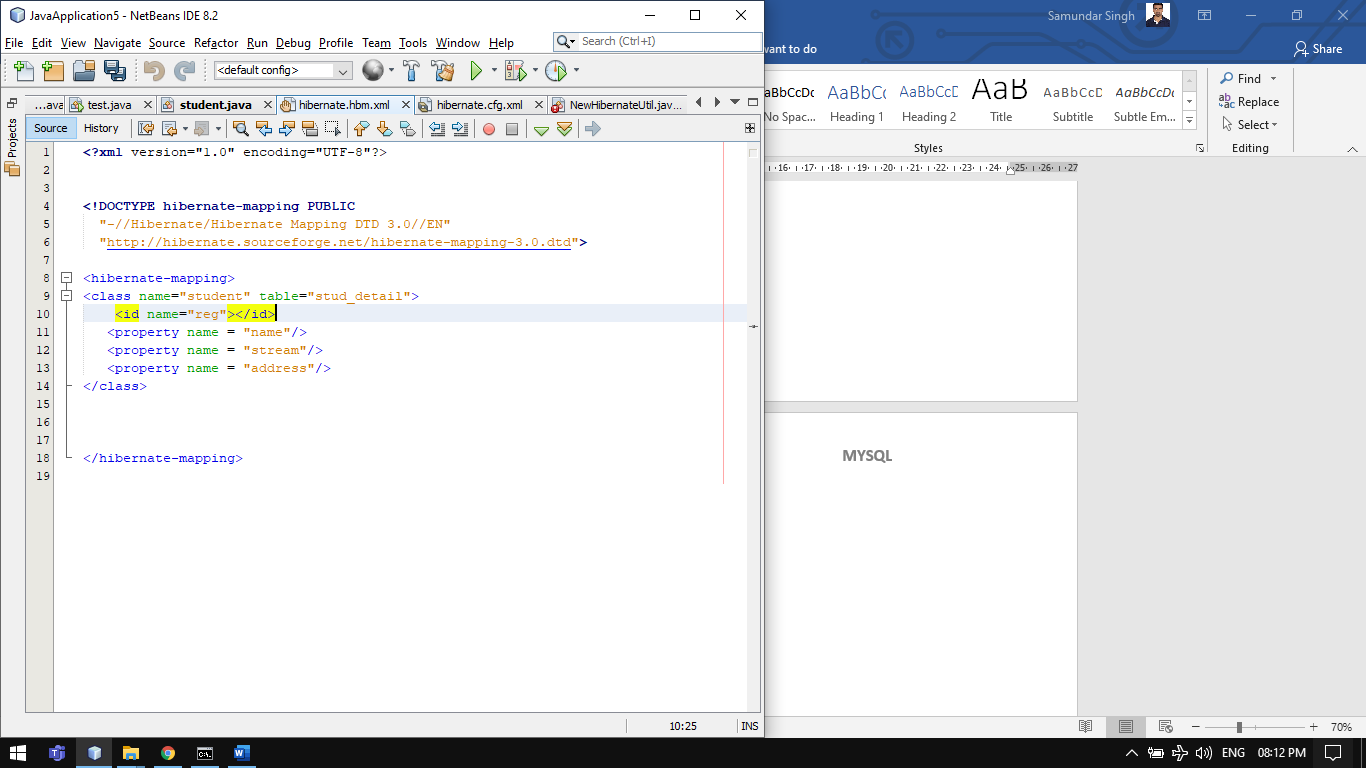 JavaApplication5 - NetBeans IDE 8.2
File Edit View Navigate Source Refactor Run Debug Profile Team Tools Window Help
Search (Ctrl+I)
<default config>
...ava test.java student.java hibernate.hbm.xml hibernate.cfg.xml NewHibernateUtil.jav...
Projects
Source History
1 <?xml version="1.0" encoding="UTF-8"?>
2
3
4 <!DOCTYPE hibernate-mapping PUBLIC
5 "-//Hibernate/Hibernate Mapping DTD 3.0//EN"
6 "http://hibernate.sourceforge.net/hibernate-mapping-3.0.dtd">
7
8 <hibernate-mapping>
9 <class name="student" table="stud_detail">
10 <id name="reg"></id>
11 <property name = "name"/>
12 <property name = "stream"/>
13 <property name = "address"/>
14 </class>
15
16
17
18 </hibernate-mapping>
19
10:25 INS
Samundar Singh
want to do
Share
aBbCcDc AaBbCc AaBbCcD AaB AaBbCcD AaBbCcDc
No Spac... Heading 1 Heading 2 Title Subtitle Subtle Em...
Styles
Find
Replace
Select
Editing
16 17 18 19 20 21 22 23 24 25 26 27
MYSQL
70%
ENG 08:12 PM